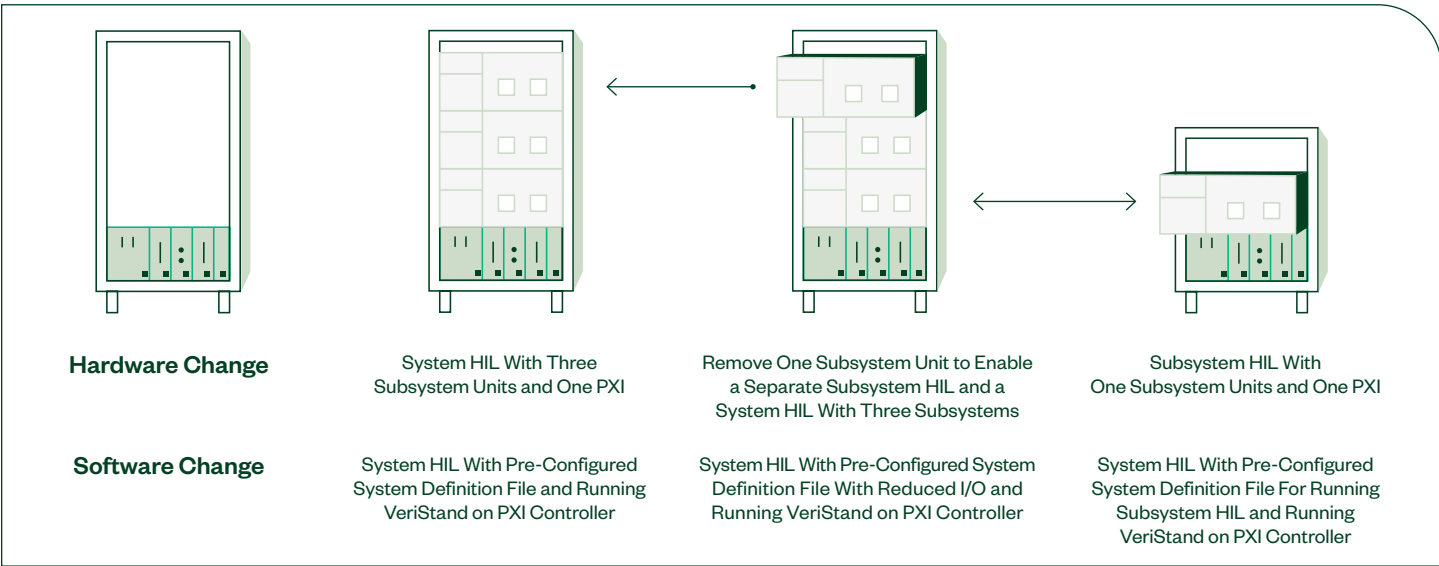 Hardware Change
System HIL With Three
Subsystem Units and One PXI
Remove One Subsystem Unit to Enable
a Separate Subsystem HIL and a
System HIL With Three Subsystems
Subsystem HIL With
One Subsystem Units and One PXI
Software Change
System HIL With Pre-Configured
System Definition File and Running
VeriStand on PXI Controller
System HIL With Pre-Configured System
Definition File With Reduced I/O and
Running VeriStand on PXI Controller
System HIL With Pre-Configured
System Definition File For Running
Subsystem HIL and Running
VeriStand on PXI Controller